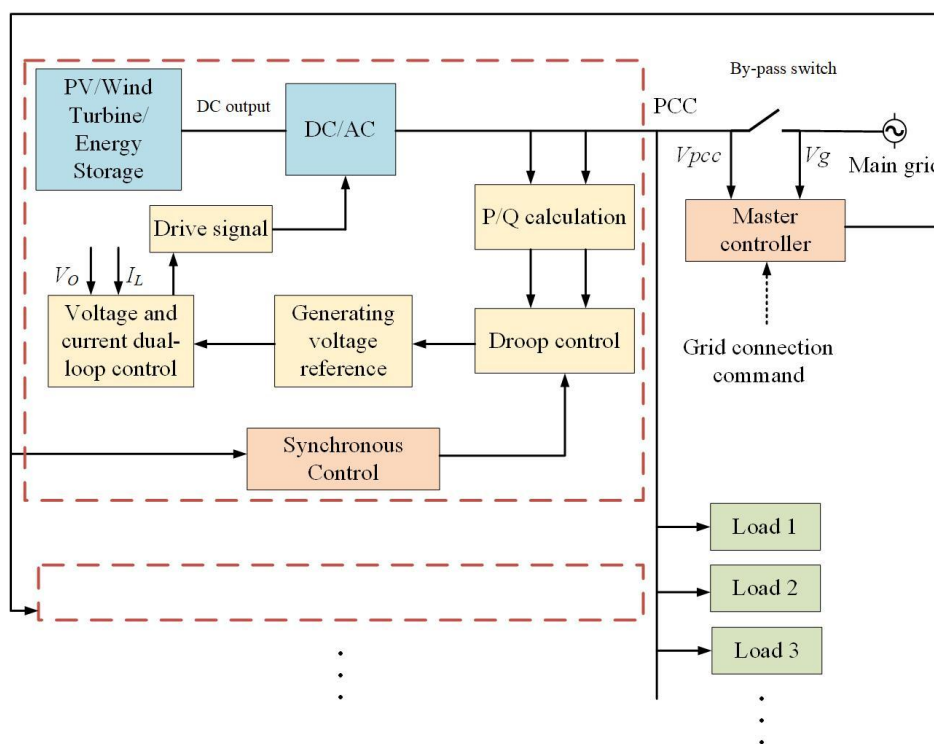 PV/Wind
Turbine/
Energy
Storage
DC output
DC/AC
PCC
By-pass switch
Vpcc
Vg
Main grid
Drive signal
P/Q calculation
Master
controller
VO
IL
Voltage and
current dual-
loop control
Generating
voltage
reference
Droop control
Grid connection
command
Synchronous
Control
Load 1
Load 2
Load 3